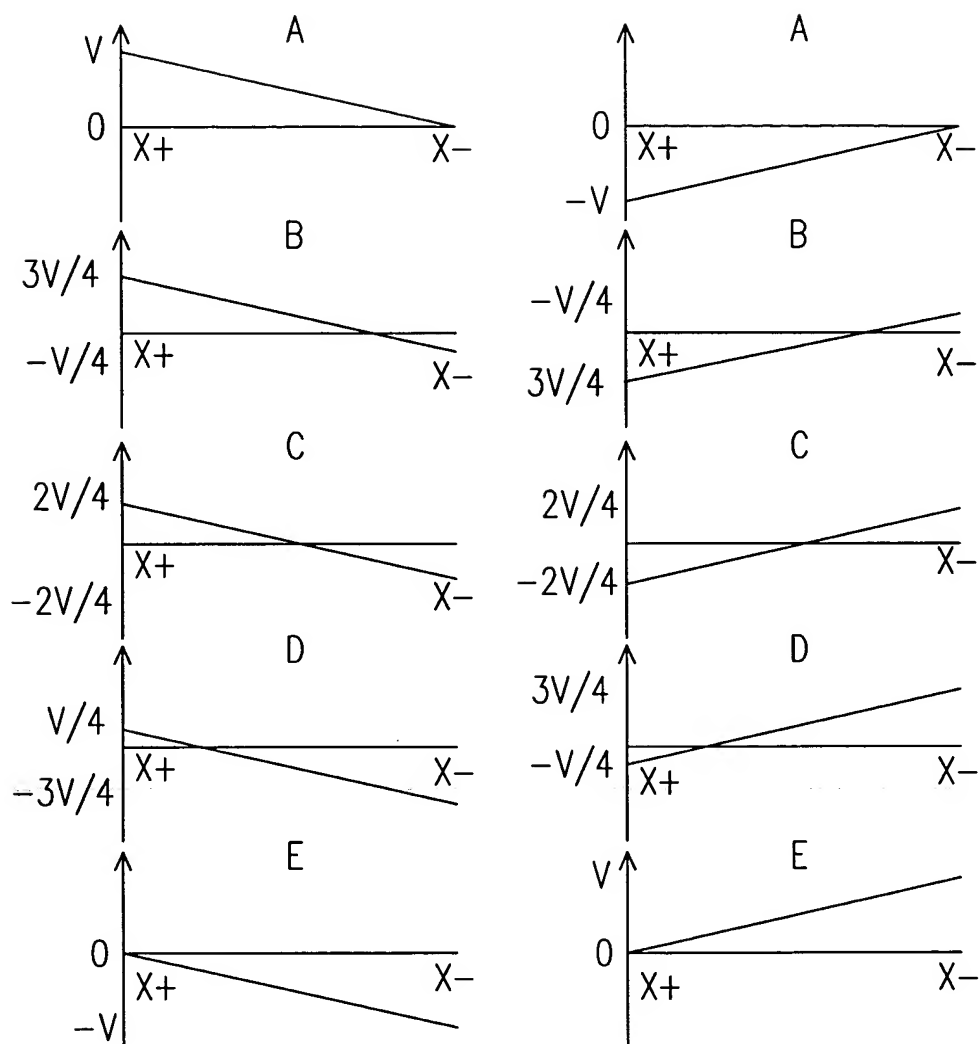 A
V
0
X+
X-
B
3V/4
-V/4
X+
X-
C
2V/4
-2V/4
X+
X-
D
V/4
-3V/4
X+
X-
E
0
-V
X+
X-
A
0
-V
X+
X-
B
-V/4
3V/4
X+
X-
C
2V/4
-2V/4
X+
X-
D
3V/4
-V/4
X+
X-
E
V
0
X+
X-